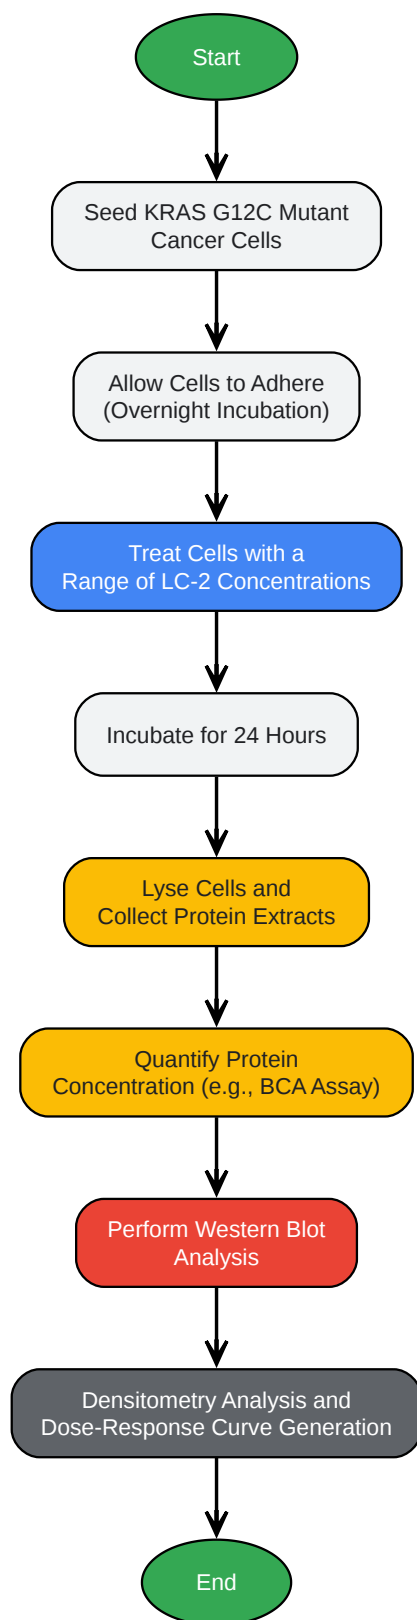 Start
Seed KRAS G12C Mutant
Cancer Cells
Allow Cells to Adhere
(Overnight Incubation)
Treat Cells with a
Range of LC-2 Concentrations
Incubate for 24 Hours
Lyse Cells and
Collect Protein Extracts
Quantify Protein
Concentration (e.g., BCA Assay)
Perform Western Blot
Analysis
Densitometry Analysis and
Dose-Response Curve Generation
End